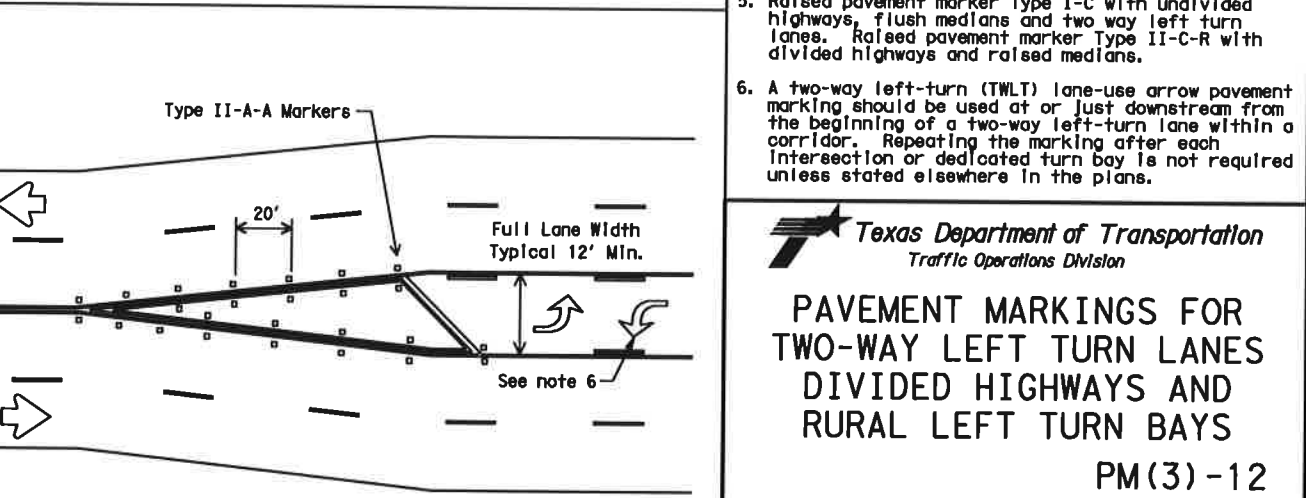 5. Raised pavement marker Type I-C with undivided
highways, flush medians and two way left turn
lanes. Raised pavement marker Type II-C-R with
divided highways and raised medians.
6. A two-way left-turn (TWLT) lane-use arrow pavement
marking should be used at or just downstream from
the beginning of a two-way left-turn lane within a
corridor. Repeating the marking after each
intersection or dedicated turn bay is not required
unless stated elsewhere in the plans.
Type II-A-A Markers
20'
Full Lane Width
Typical 12' Min.
See note 6
Texas Department of Transportation
Traffic Operations Division
PAVEMENT MARKINGS FOR
TWO-WAY LEFT TURN LANES
DIVIDED HIGHWAYS AND
RURAL LEFT TURN BAYS
PM(3)-12